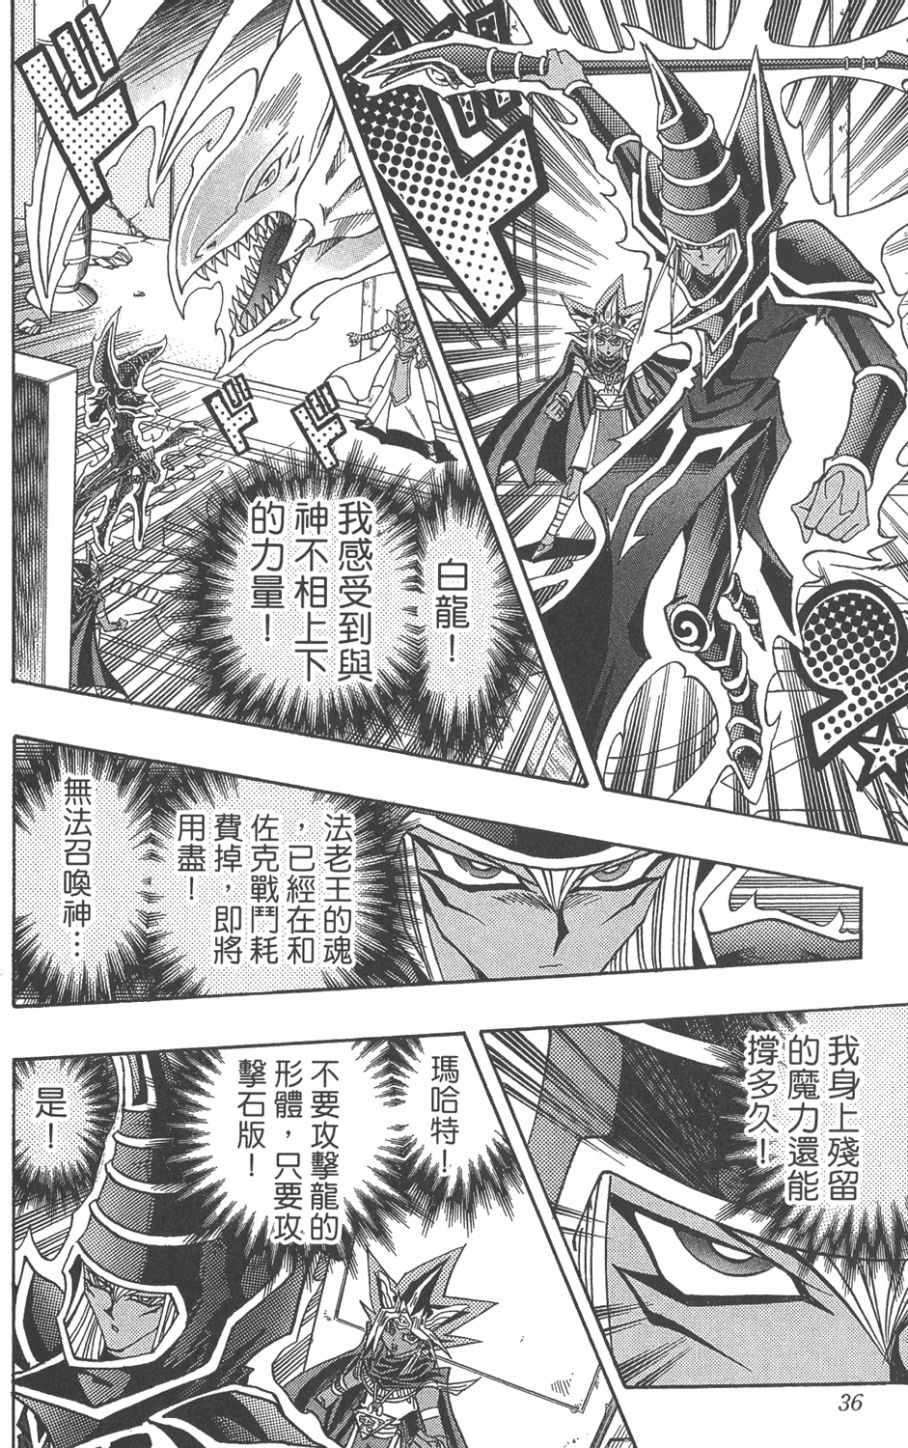 白龍！
我感受到與
神不相上下
的力量！
法老王的魂
，已經在和
佐克戰鬥耗
費掉，即將
用盡！
無法召喚神…
我身上殘留
的魔力還能
撐多久！
瑪哈特！
不要攻擊龍的
形體，只要攻
擊石版！
是！
36